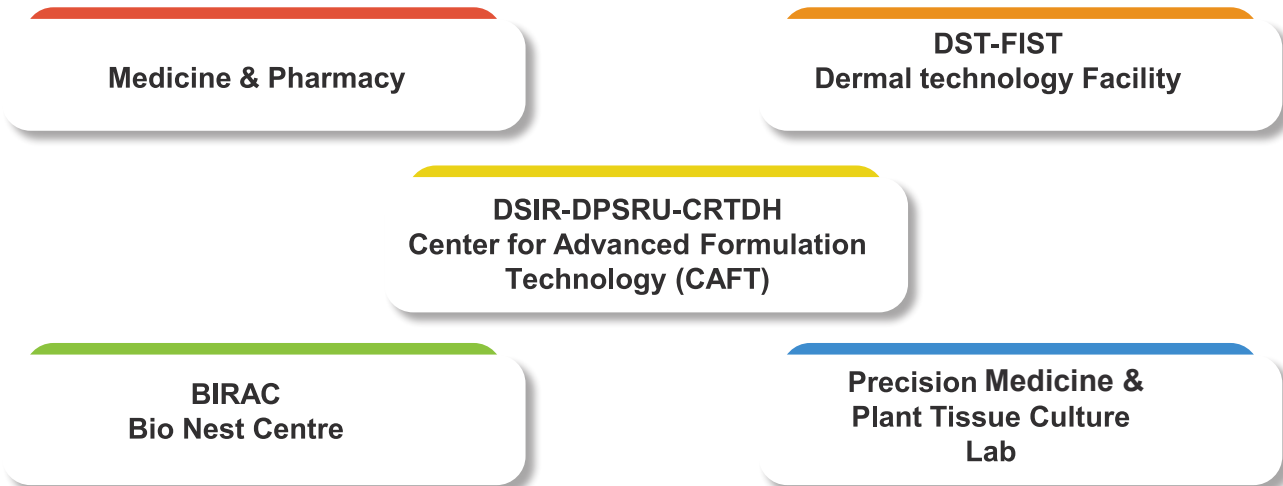 Medicine & Pharmacy
DST-FIST
Dermal technology Facility
DSIR-DPSRU-CRTDH
Center for Advanced Formulation
Technology (CAFT)
BIRAC
Bio Nest Centre
Precision Medicine &
Plant Tissue Culture
Lab